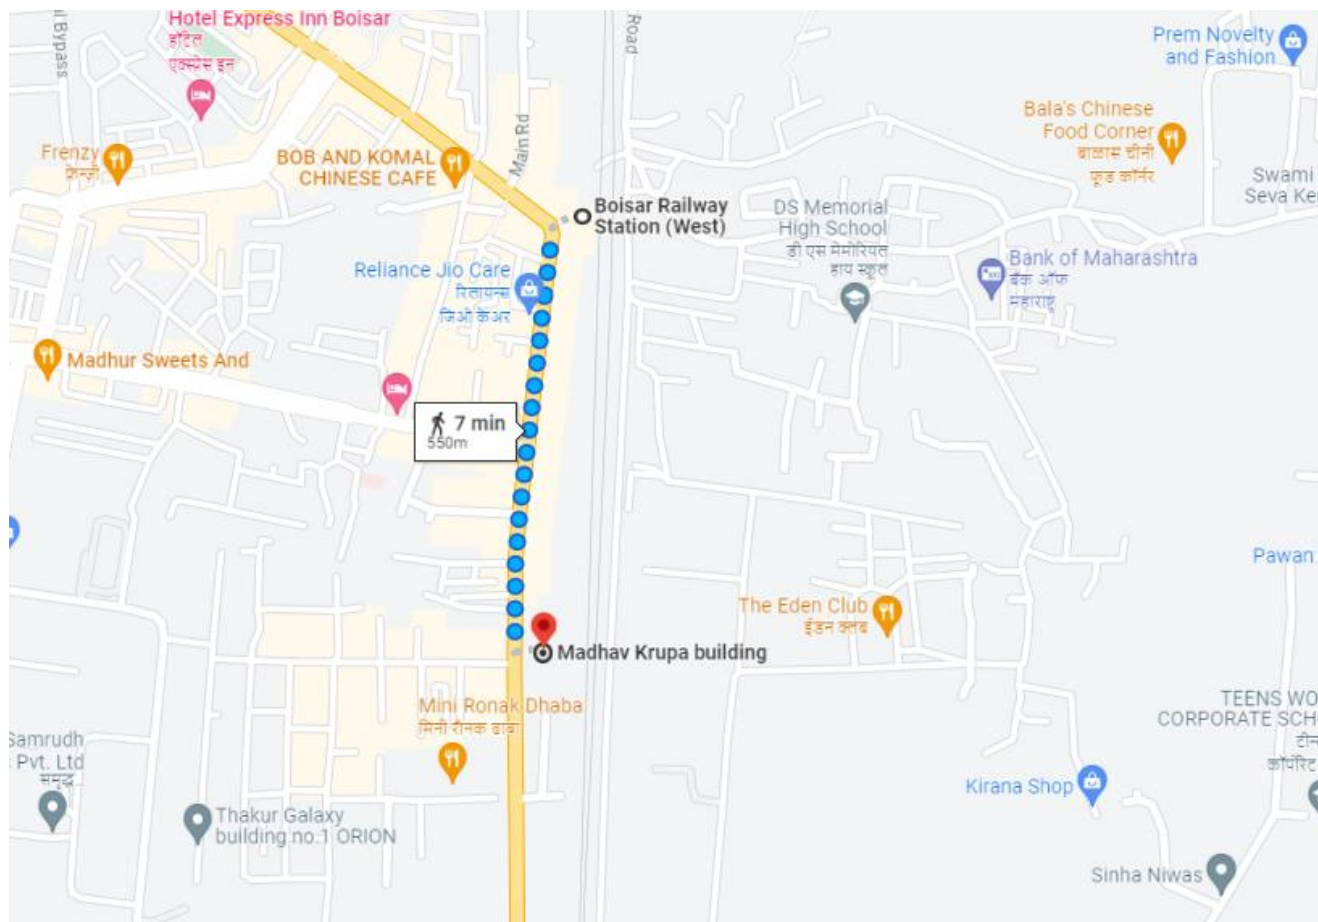 Hotel Express Inn Boisar
हॉटेल
एक्स्प्रेस इन
l Bypass
Road
Main Rd
Prem Novelty
and Fashion
Bala's Chinese
Food Corner
बाळास चीनी
फूड कॉर्नर
Frenzy
फ्रेन्ज़ी
BOB AND KOMAL
CHINESE CAFE
Swami
Seva Ke
Boisar Railway
Station (West)
DS Memorial
High School
डी एस मेमोरियल
हाय स्कूल
Bank of Maharashtra
बँक ऑफ
महाराष्ट्र
Reliance Jio Care
रिलायन्स
जिओ केअर
Madhur Sweets And
7 min
550m
Pawan
The Eden Club
ईडन क्लब
Madhav Krupa building
Mini Ronak Dhaba
मिनी रौनक ढाबा
TEENS WO
CORPORATE SCH
टीन
कॉर्पोरेट
Samrudh
Pvt. Ltd
समृद्ध
Kirana Shop
Thakur Galaxy
building no.1 ORION
Sinha Niwas